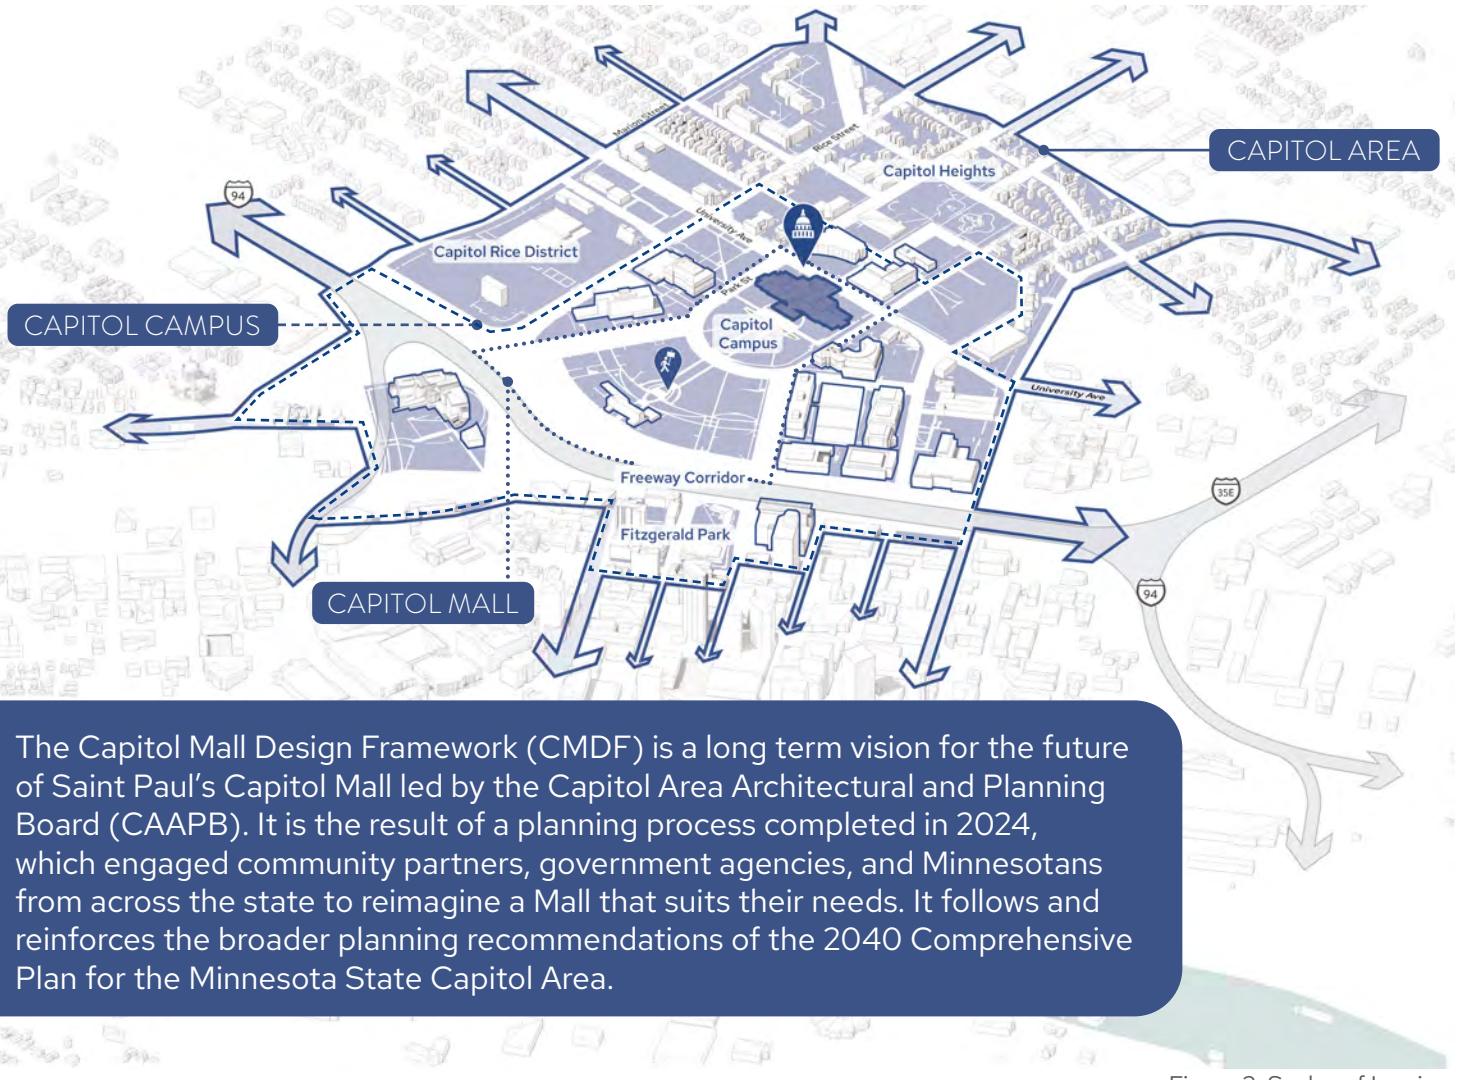 Marion Street
Rice Street
CAPITOL AREA
Capitol Heights
94
University Ave
Capitol Rice District
Park St
CAPITOL CAMPUS
Capitol
Campus
University Ave
Freeway Corridor
35E
Fitzgerald Park
94
CAPITOL MALL
The Capitol Mall Design Framework (CMDF) is a long term vision for the future
of Saint Paul’s Capitol Mall led by the Capitol Area Architectural and Planning
Board (CAAPB). It is the result of a planning process completed in 2024,
which engaged community partners, government agencies, and Minnesotans
from across the state to reimagine a Mall that suits their needs. It follows and
reinforces the broader planning recommendations of the 2040 Comprehensive
Plan for the Minnesota State Capitol Area.